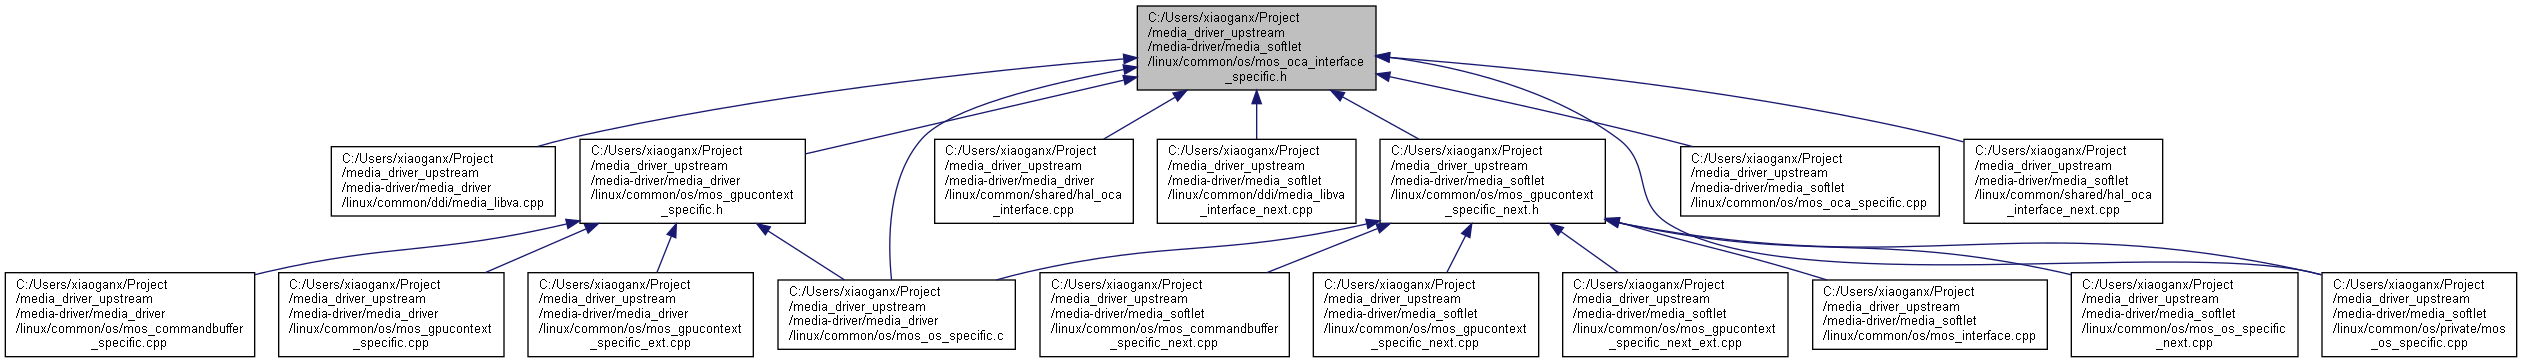 C:/Users/xiaoganx/Project
/media_driver_upstream
/media-driver/media_softlet
/linux/common/os/mos_oca_interface
_specific.h
C:/Users/xiaoganx/Project
/media_driver_upstream
/media-driver/media_driver
/linux/common/ddi/media_libva.cpp
C:/Users/xiaoganx/Project
/media_driver_upstream
/media-driver/media_driver
/linux/common/os/mos_gpucontext
_specific.h
C:/Users/xiaoganx/Project
/media_driver_upstream
/media-driver/media_driver
/linux/common/shared/hal_oca
_interface.cpp
C:/Users/xiaoganx/Project
/media_driver_upstream
/media-driver/media_softlet
/linux/common/ddi/media_libva
_interface_next.cpp
C:/Users/xiaoganx/Project
/media_driver_upstream
/media-driver/media_softlet
/linux/common/os/mos_gpucontext
_specific_next.h
C:/Users/xiaoganx/Project
/media_driver_upstream
/media-driver/media_softlet
/linux/common/os/mos_oca_specific.cpp
C:/Users/xiaoganx/Project
/media_driver_upstream
/media-driver/media_softlet
/linux/common/shared/hal_oca
_interface_next.cpp
C:/Users/xiaoganx/Project
/media_driver_upstream
/media-driver/media_driver
/linux/common/os/mos_commandbuffer
_specific.cpp
C:/Users/xiaoganx/Project
/media_driver_upstream
/media-driver/media_driver
/linux/common/os/mos_gpucontext
_specific.cpp
C:/Users/xiaoganx/Project
/media_driver_upstream
/media-driver/media_driver
/linux/common/os/mos_gpucontext
_specific_ext.cpp
C:/Users/xiaoganx/Project
/media_driver_upstream
/media-driver/media_driver
/linux/common/os/mos_os_specific.c
C:/Users/xiaoganx/Project
/media_driver_upstream
/media-driver/media_softlet
/linux/common/os/mos_commandbuffer
_specific_next.cpp
C:/Users/xiaoganx/Project
/media_driver_upstream
/media-driver/media_softlet
/linux/common/os/mos_gpucontext
_specific_next.cpp
C:/Users/xiaoganx/Project
/media_driver_upstream
/media-driver/media_softlet
/linux/common/os/mos_gpucontext
_specific_next_ext.cpp
C:/Users/xiaoganx/Project
/media_driver_upstream
/media-driver/media_softlet
/linux/common/os/mos_interface.cpp
C:/Users/xiaoganx/Project
/media_driver_upstream
/media-driver/media_softlet
/linux/common/os/mos_os_specific
_next.cpp
C:/Users/xiaoganx/Project
/media_driver_upstream
/media-driver/media_softlet
/linux/common/os/private/mos
_os_specific.cpp